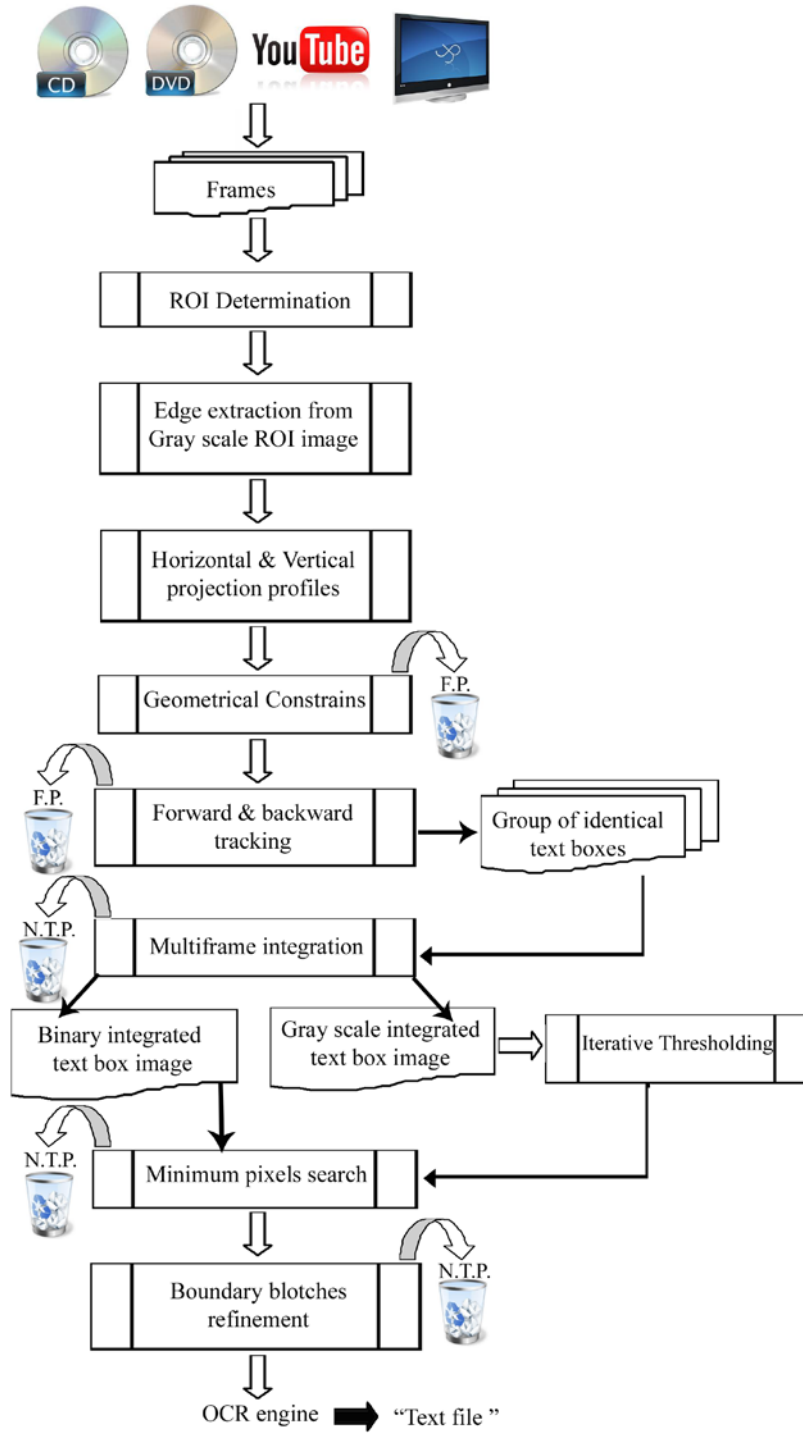 CD
DVD
YouTube
Frames
ROI Determination
Edge extraction from
Gray scale ROI image
Horizontal & Vertical
projection profiles
Geometrical Constrains
F.P.
F.P.
Forward & backward
tracking
Group of identical
text boxes
N.T.P.
Multiframe integration
Binary integrated
text box image
Gray scale integrated
text box image
Iterative Thresholding
N.T.P.
Minimum pixels search
N.T.P.
Boundary blotches
refinement
OCR engine
“Text file ”